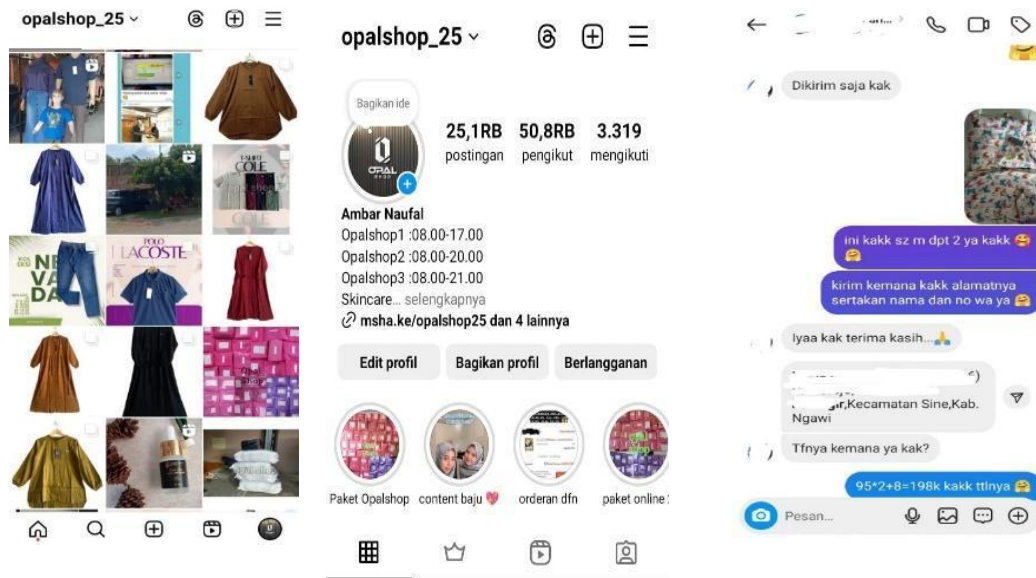 opalshop_25
COLE
COLE
NE
VA
DA
POLO
LACOSTE
Opal
shop
opalshop_25
Bagikan ide
OPAL
SHOP
25,1RB 50,8RB 3.319
postingan pengikut mengikuti
Ambar Naufal
Opalshop1 :08.00-17.00
Opalshop2 :08.00-20.00
Opalshop3 :08.00-21.00
Skincare... selengkapnya
msha.ke/opalshop25 dan 4 lainnya
Edit profil Bagikan profil Berlangganan
Paket Opalshop content baju orderan dfn paket online
Dikirim saja kak
ini kakk sz m dpt 2 ya kakk 🥰
🤗
kirim kemana kakk alamatnya
sertakan nama dan no wa ya 🤗
Iyaa kak terima kasih...🙏
,Kecamatan Sine,Kab.
Ngawi
Tfnya kemana ya kak?
95*2+8=198k kakk ttlnya 🤗
Pesan...